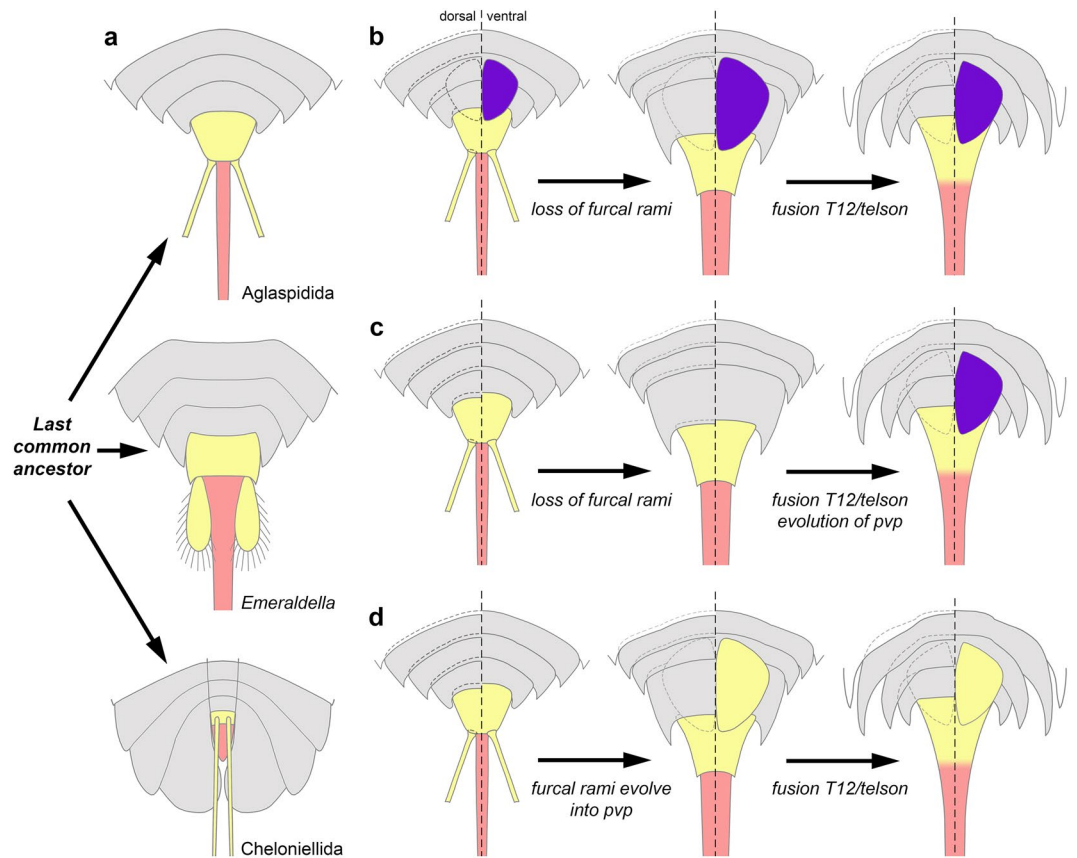 a
Aglaspidida
Last
common
ancestor
Emeraldella
Cheloniellida
b
dorsal ventral
loss of furcal rami
fusion T12/telson
c
loss of furcal rami
fusion T12/telson
evolution of pvp
d
furcal rami evolve
into pvp
fusion T12/telson